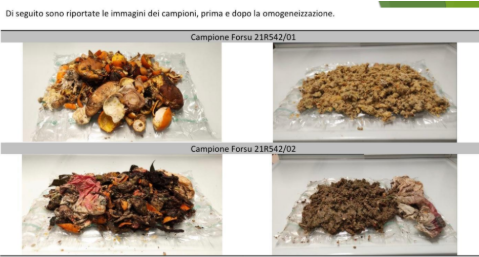 Di seguito sono riportate le immagini dei campioni, prima e dopo la omogeneizzazione.
Campione Forsu 21R542/01
Campione Forsu 21R542/02